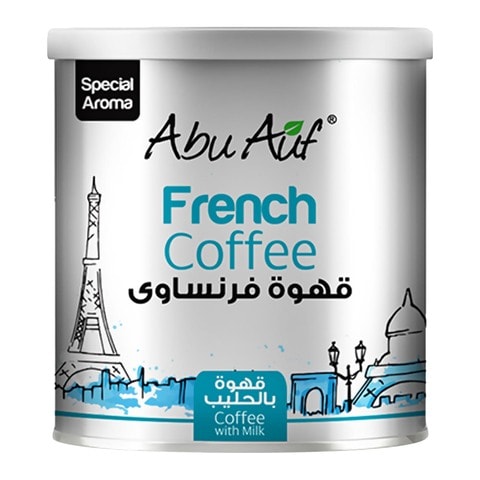 Special
Aroma
Abu Auf®
French
Coffee
قهوة فرنساوى
قهوة
بالحليب
Coffee
with Milk